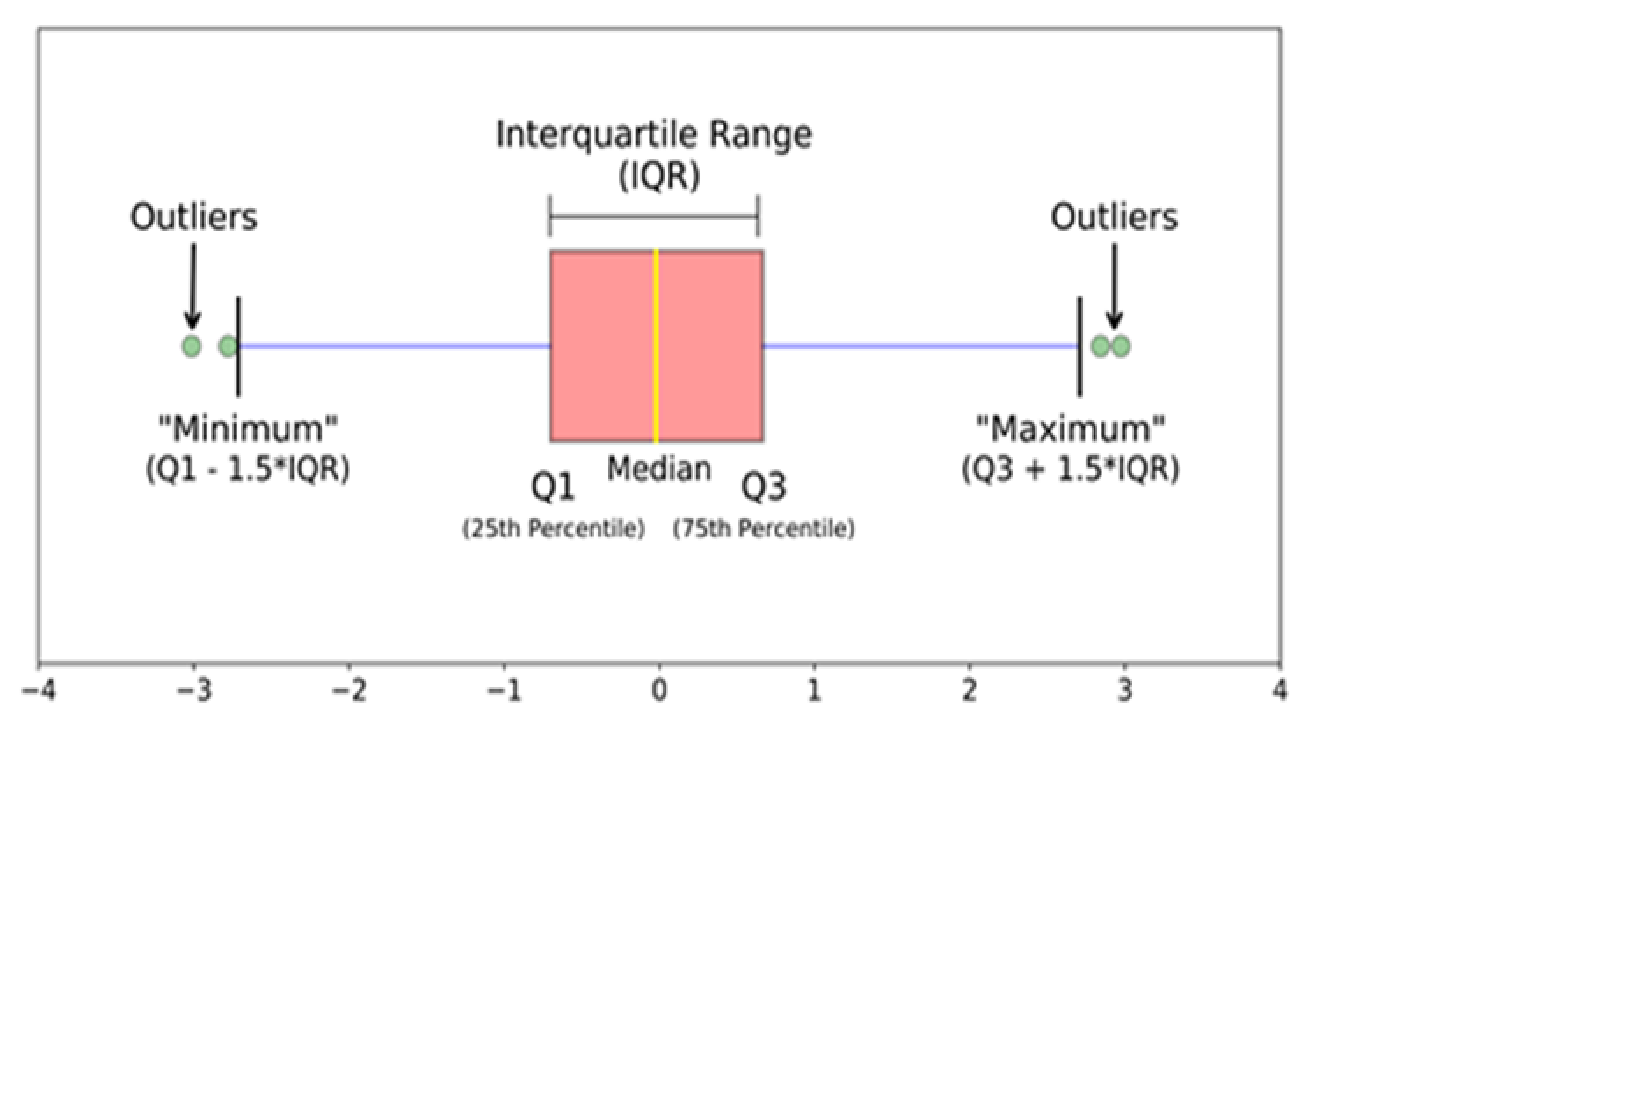 Interquartile Range
(IQR)
Outliers
Outliers
"Minimum"
(Q1 - 1.5*IQR)
"Maximum"
(Q3 + 1.5*IQR)
Median
Q1
Q3
(25th Percentile)
(75th Percentile)
−4 −3 −2 −1 0 1 2 3 4